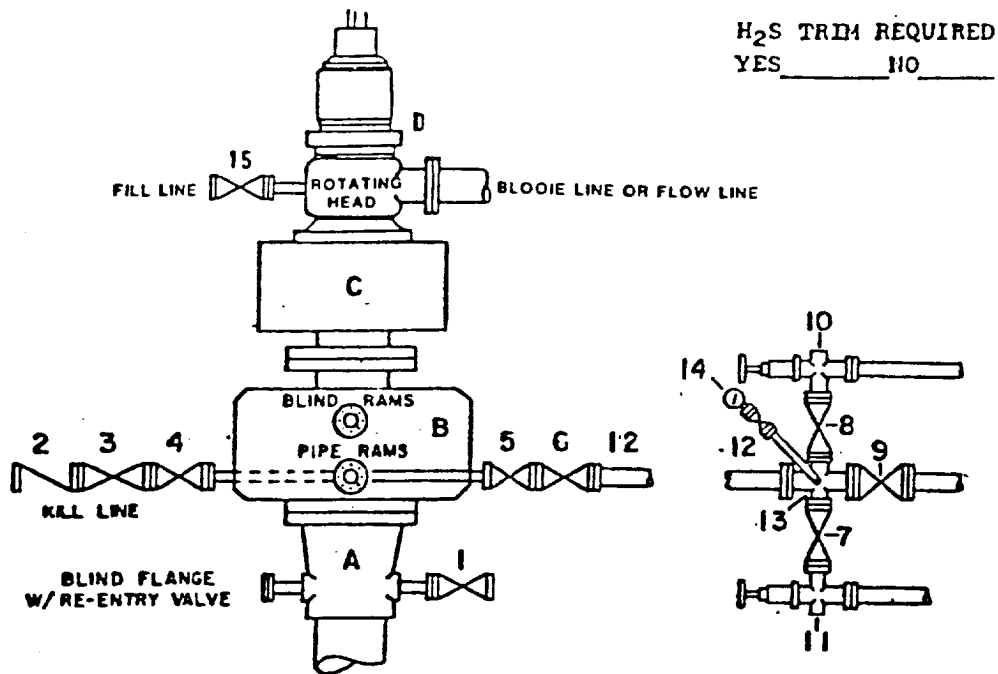 H₂S TRIM REQUIRED
YES______ NO______
D
15
FILL LINE
ROTATING
HEAD
BLOOIE LINE OR FLOW LINE
C
10
14
BLIND RAMS
B
8
PIPE RAMS
2 3 4
5 6 12
12
9
KILL LINE
13
7
A
1
BLIND FLANGE
W/RE-ENTRY VALVE
11